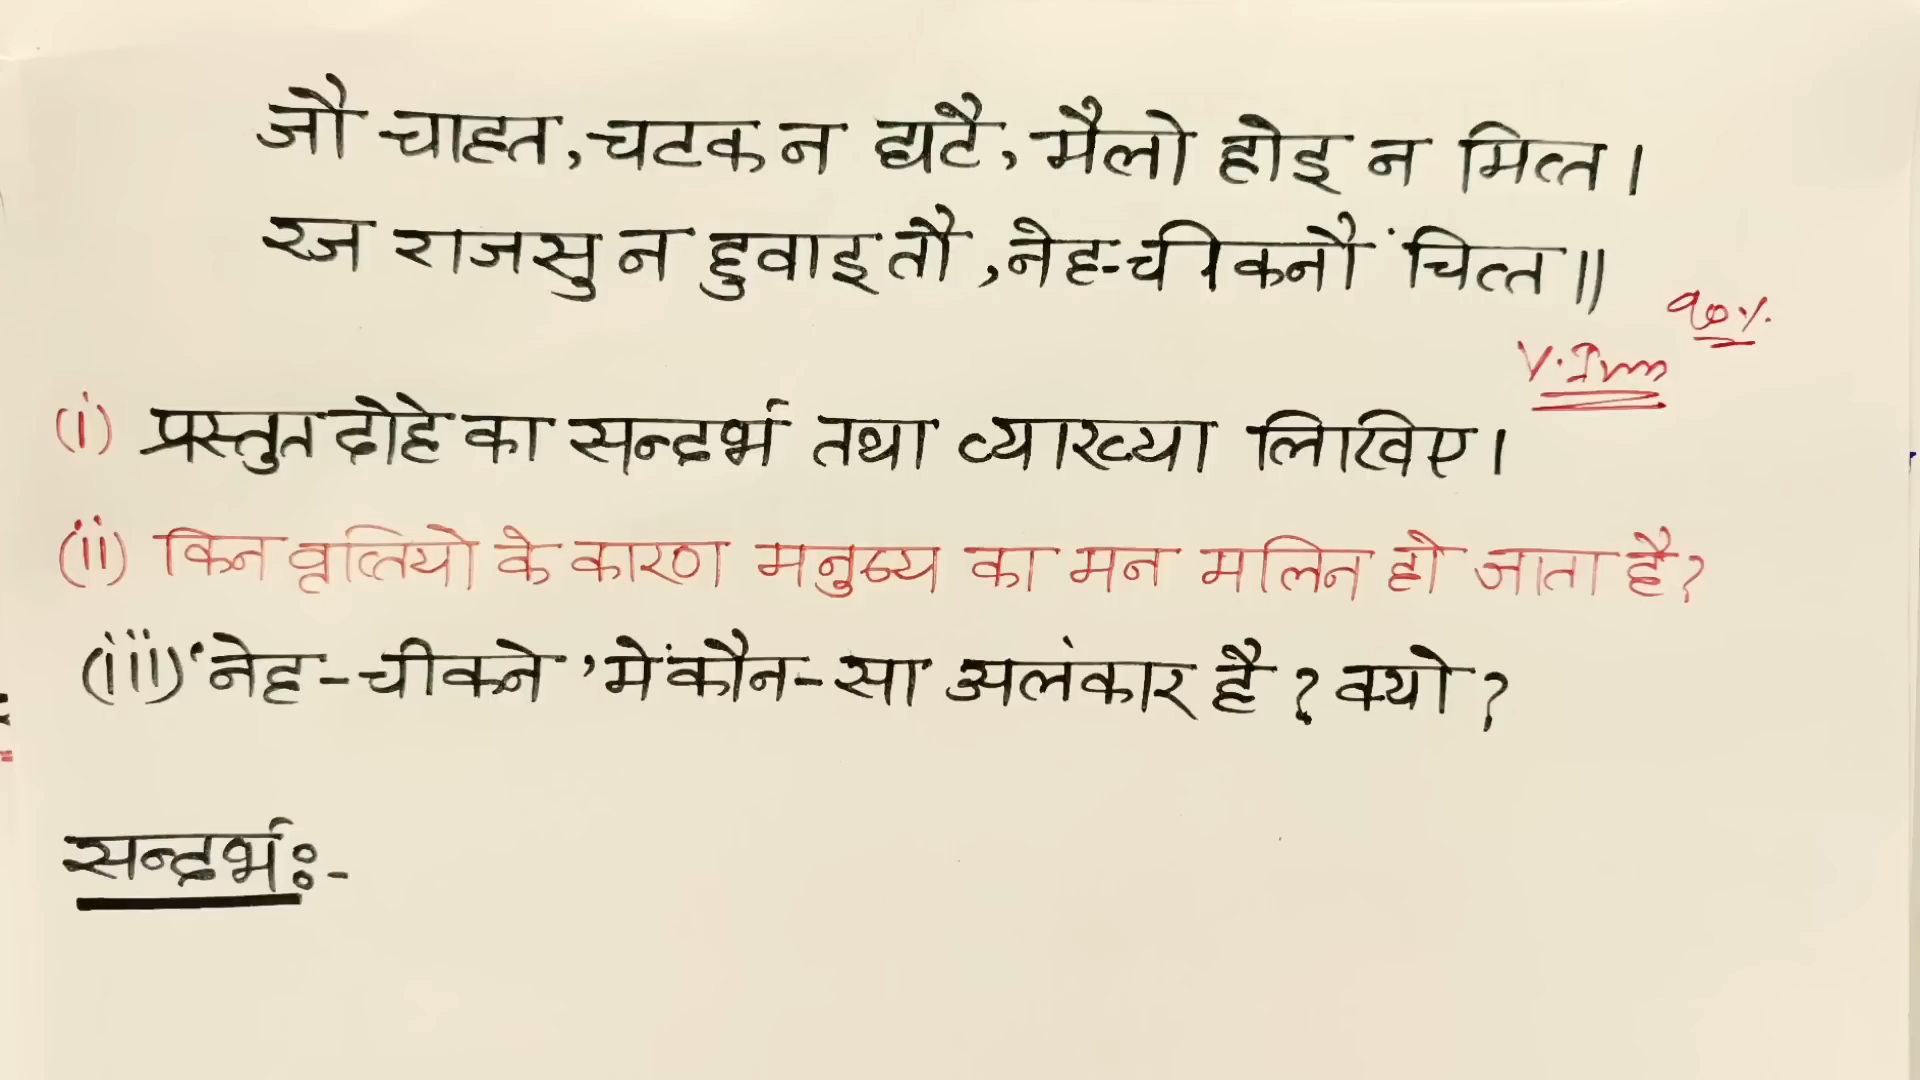 जौ चाहत, चटक न घटै, मैलो होइ न मित्त।
रज राजसु न छुवाइ तौ, नेह-चीकनौं चित्त॥
90%
V. Imp
(i) प्रस्तुत दोहे का सन्दर्भ तथा व्याख्या लिखिए।
(ii) किन वृत्तियो के कारण मनुष्य का मन मलिन हो जाता है?
(iii) 'नेह-चीकने' में कौन-सा अलंकार है? क्यो?
सन्दर्भ:-